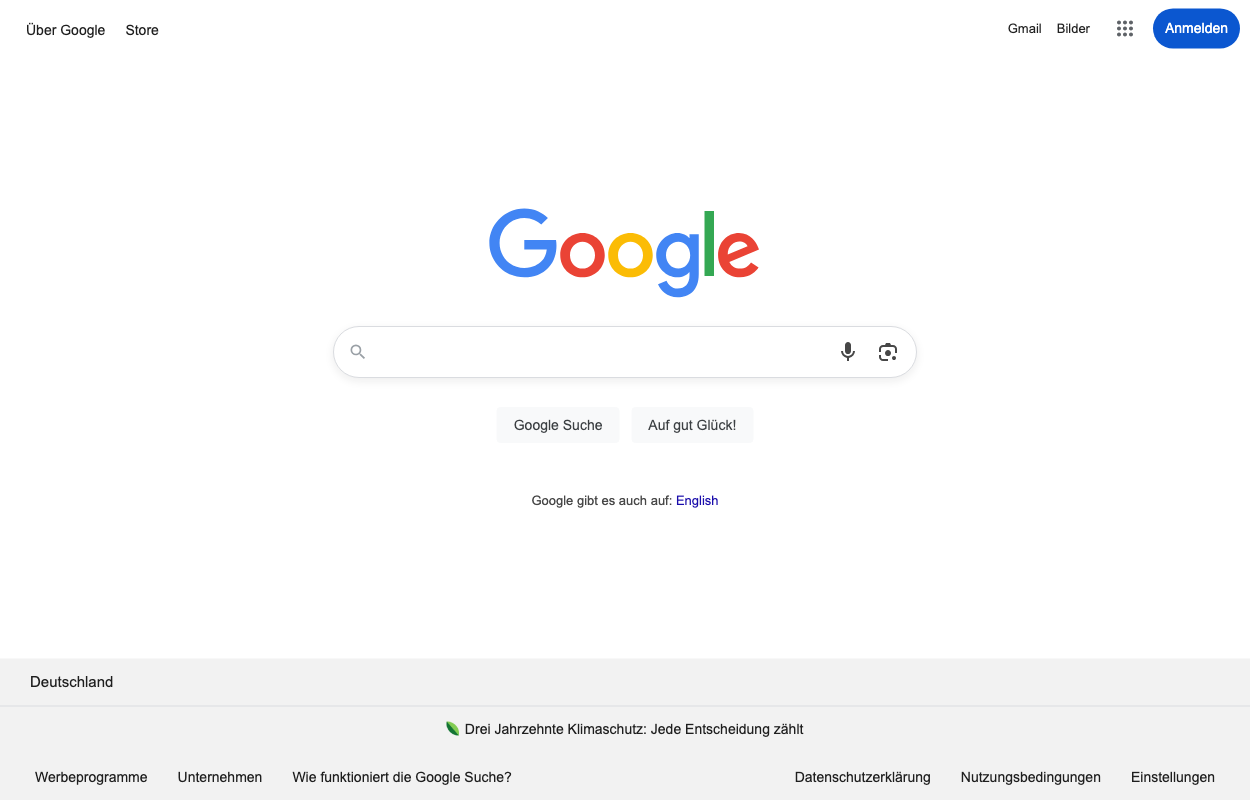 Über Google Store
Gmail Bilder Anmelden
Google
Google Suche Auf gut Glück!
Google gibt es auch auf: English
Deutschland
Drei Jahrzehnte Klimaschutz: Jede Entscheidung zählt
Werbeprogramme Unternehmen Wie funktioniert die Google Suche? Datenschutzerklärung Nutzungsbedingungen Einstellungen